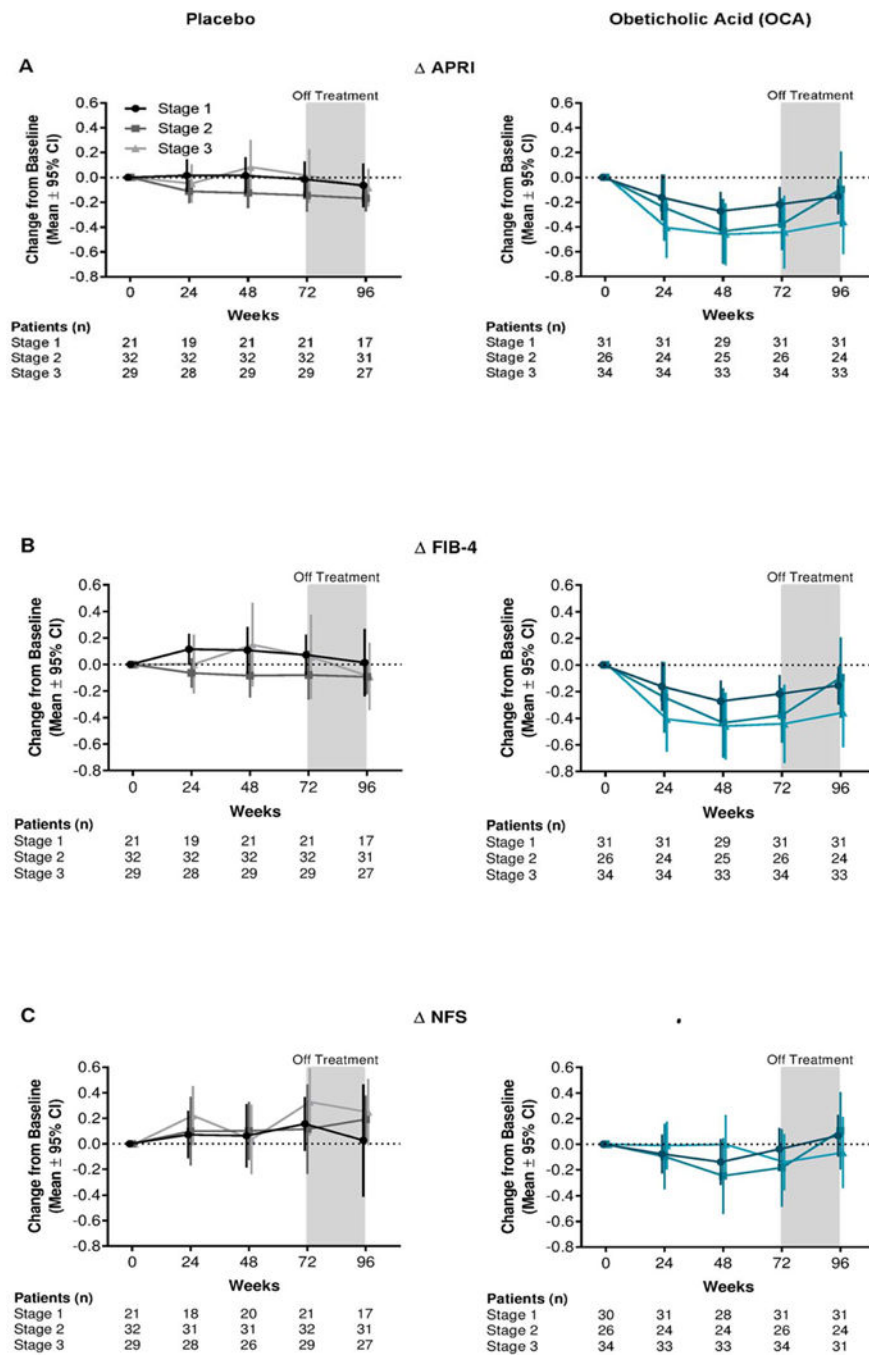 Placebo
Obeticholic Acid (OCA)
A
Δ APRI
Off Treatment
Stage 1
Stage 2
Stage 3
Change from Baseline
(Mean ± 95% CI)
0.6
0.4
0.2
0.0
-0.2
-0.4
-0.6
-0.8
0 24 48 72 96
Weeks
Patients (n)
Stage 1 21 19 21 21 17
Stage 2 32 32 32 32 31
Stage 3 29 28 29 29 27
Off Treatment
Change from Baseline
(Mean ± 95% CI)
0.6
0.4
0.2
0.0
-0.2
-0.4
-0.6
-0.8
0 24 48 72 96
Weeks
Patients (n)
Stage 1 31 31 29 31 31
Stage 2 26 24 25 26 24
Stage 3 34 34 33 34 33
B
Δ FIB-4
Off Treatment
Change from Baseline
(Mean ± 95% CI)
0.6
0.4
0.2
0.0
-0.2
-0.4
-0.6
-0.8
0 24 48 72 96
Weeks
Patients (n)
Stage 1 21 19 21 21 17
Stage 2 32 32 32 32 31
Stage 3 29 28 29 29 27
Off Treatment
Change from Baseline
(Mean ± 95% CI)
0.6
0.4
0.2
0.0
-0.2
-0.4
-0.6
-0.8
0 24 48 72 96
Weeks
Patients (n)
Stage 1 31 31 29 31 31
Stage 2 26 24 25 26 24
Stage 3 34 34 33 34 33
C
Δ NFS
Off Treatment
Change from Baseline
(Mean ± 95% CI)
0.6
0.4
0.2
0.0
-0.2
-0.4
-0.6
-0.8
0 24 48 72 96
Weeks
Patients (n)
Stage 1 21 18 20 21 17
Stage 2 32 31 31 32 31
Stage 3 29 28 26 29 27
Off Treatment
Change from Baseline
(Mean ± 95% CI)
0.6
0.4
0.2
0.0
-0.2
-0.4
-0.6
-0.8
0 24 48 72 96
Weeks
Patients (n)
Stage 1 30 31 28 31 31
Stage 2 26 24 24 26 24
Stage 3 34 33 33 34 31